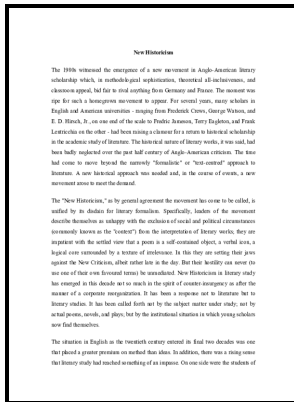 New Historicism
The 1980s witnessed the emergence of a new movement in Anglo-American literary
scholarship which, in methodological sophistication, theoretical all-inclusiveness, and
classroom appeal, bid fair to rival anything from Germany and France. The moment was
ripe for such a homegrown movement to appear. For several years, many scholars in
English and American universities - ranging from Frederick Crews, George Watson, and
E. D. Hirsch, Jr., on one end of the scale to Fredric Jameson, Terry Eagleton, and Frank
Lentricchia on the other - had been raising a clamour for a return to historical scholarship
in the academic study of literature. The historical nature of literary works, it was said, had
been badly neglected over the past half century of Anglo-American criticism. The time
had come to move beyond the narrowly "formalistic" or "text-centred" approach to
literature. A new historical approach was needed and, in the course of events, a new
movement arose to meet the demand.
The "New Historicism," as by general agreement the movement has come to be called, is
unified by its disdain for literary formalism. Specifically, leaders of the movement
describe themselves as unhappy with the exclusion of social and political circumstances
(commonly known as the "context") from the interpretation of literary works; they are
impatient with the settled view that a poem is a self-contained object, a verbal icon, a
logical core surrounded by a texture of irrelevance. In this they are setting their jaws
against the New Criticism, albeit rather late in the day. But their hostility can never (to
use one of their own favoured terms) be unmediated. New Historicism in literary study
has emerged in this decade not so much in the spirit of counter-insurgency as after the
manner of a corporate reorganization. It has been a response not to literature but to
literary studies. It has been called forth not by the subject matter under study; not by
actual poems, novels, and plays; but by the institutional situation in which young scholars
now find themselves.
The situation in English as the twentieth century entered its final two decades was one
that placed a greater premium on method than ideas. In addition, there was a rising sense
that literary study had reached something of an impasse. On one side were the students of